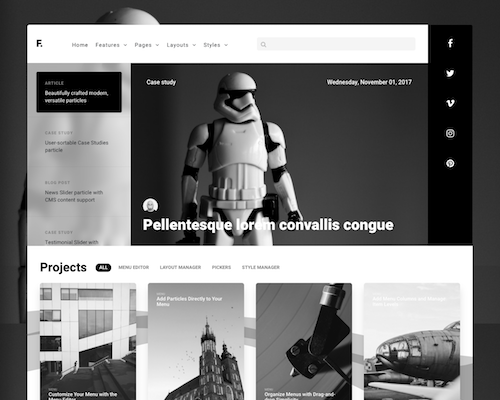 F.
Home Features Pages Layouts Styles
ARTICLE
Beautifully crafted modern,
versatile particles
CASE STUDY
User-sortable Case Studies
particle
BLOG POST
News Slider particle with
CMS content support
CASE STUDY
Testimonial Slider with
Case study
Wednesday, November 01, 2017
Pellentesque lorem convallis congue
Projects
ALL MENU EDITOR LAYOUT MANAGER PICKERS STYLE MANAGER
Customize Your Menu with the
Menu Editor
Add Particles Directly to Your
Menu
Organize Menus with Drag-and-